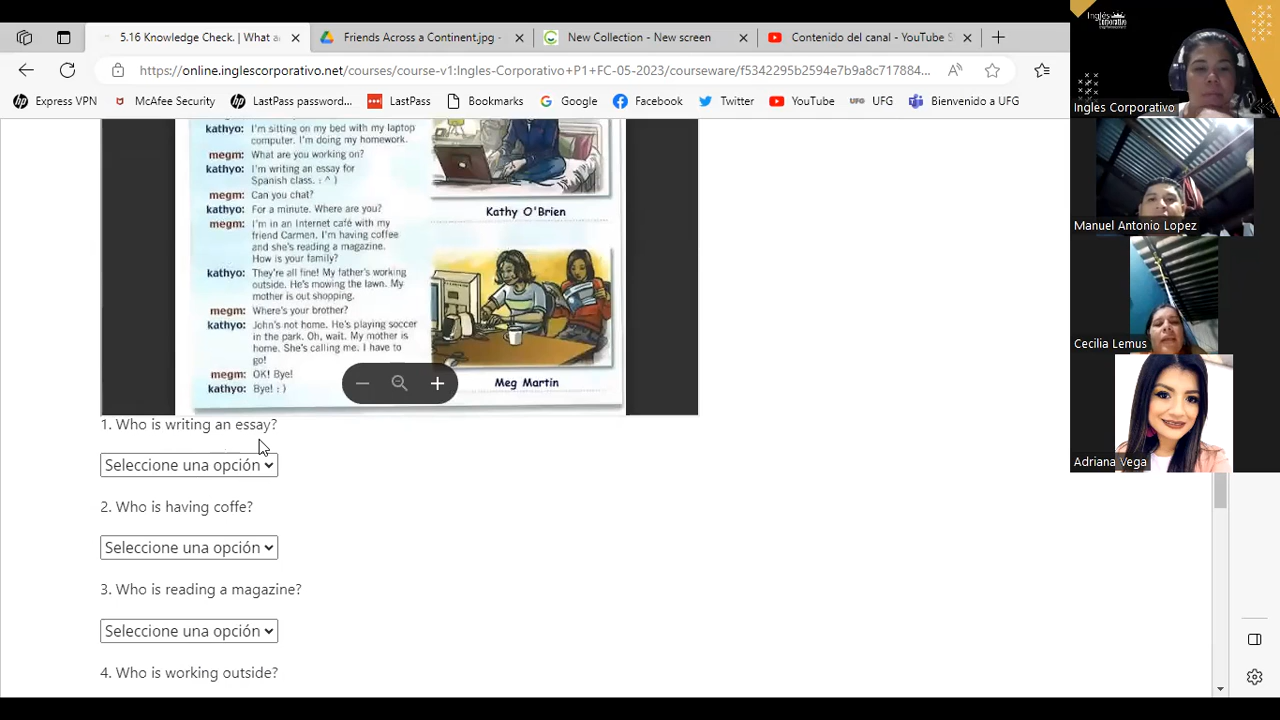 5.16 Knowledge Check. | What a
Friends Across the Continent.jpg -
New Collection - New screen
Contenido del canal - YouTube S
https://online.inglescorporativo.net/courses/course-v1:Ingles-Corporativo+P1+FC-05-2023/courseware/f5342295b2594e7b9a8c717884...
Express VPN
McAfee Security
LastPass password...
LastPass
Bookmarks
Google
Facebook
Twitter
YouTube
UFG
Bienvenido a UFG
kathyo: I'm sitting on my bed with my laptop
computer. I'm doing my homework.
megm: What are you working on?
kathyo: I'm writing an essay for
Spanish class. : ^ )
megm: Can you chat?
kathyo: For a minute. Where are you?
megm: I'm in an Internet café with my
friend Carmen. I'm having coffee
and she's reading a magazine.
How is your family?
kathyo: They're all fine! My father's working
outside. He's mowing the lawn. My
mother is out shopping.
megm: Where's your brother?
kathyo: John's not home. He's playing soccer
in the park. Oh, wait. My mother is
home. She's calling me. I have to
go!
megm: OK! Bye!
kathyo: Bye! : )
Kathy O'Brien
Meg Martin
1. Who is writing an essay?
Seleccione una opción
2. Who is having coffe?
Seleccione una opción
3. Who is reading a magazine?
Seleccione una opción
4. Who is working outside?
Inglés
Corporativo
Ingles Corporativo
Manuel Antonio Lopez
Cecilia Lemus
Adriana Vega